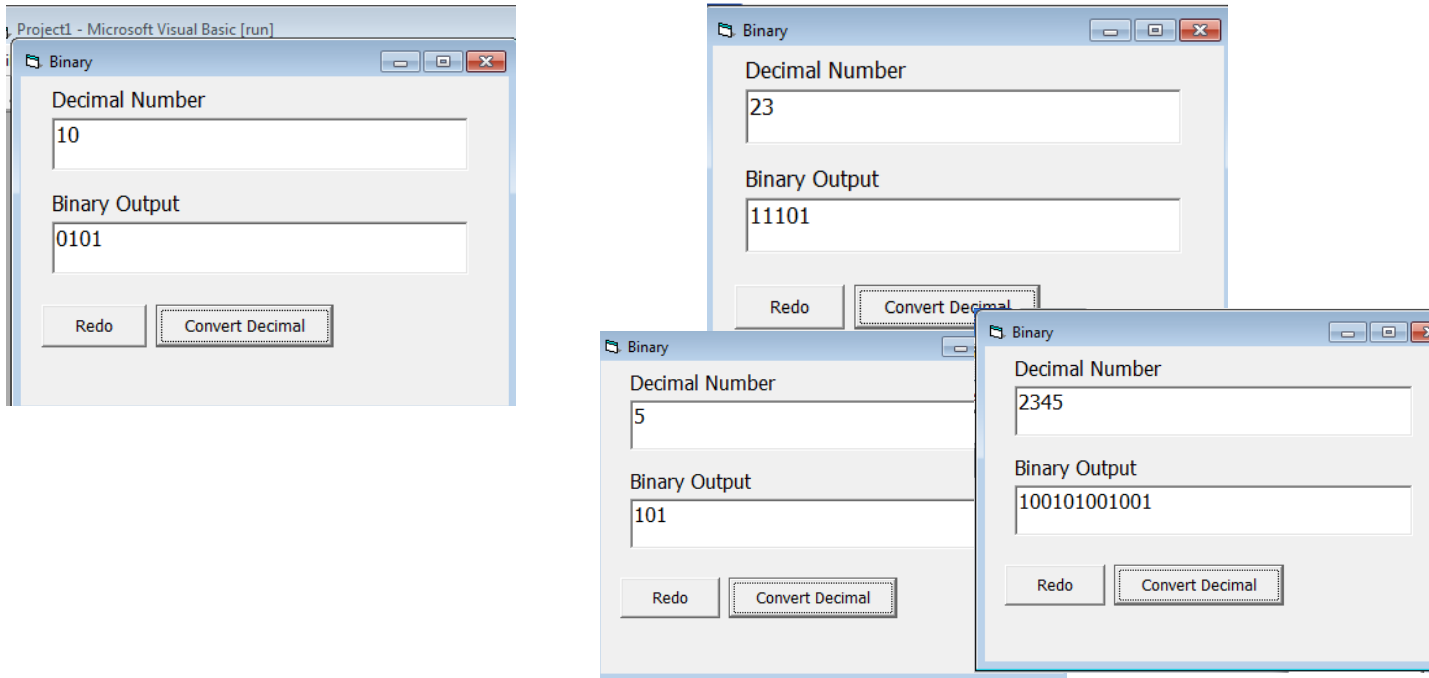 Project1 - Microsoft Visual Basic [run]
Binary
Decimal Number
10
Binary Output
0101
Redo
Convert Decimal
Binary
Decimal Number
23
Binary Output
11101
Redo
Convert Decimal
Binary
Decimal Number
5
Binary Output
101
Redo
Convert Decimal
Binary
Decimal Number
2345
Binary Output
100101001001
Redo
Convert Decimal